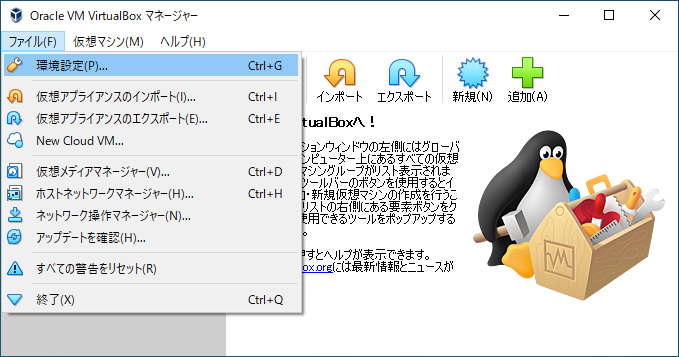 Oracle VM VirtualBox マネージャー
ファイル(F) 仮想マシン(M) ヘルプ(H)
環境設定(P)... Ctrl+G
仮想アプライアンスのインポート(I)... Ctrl+I
仮想アプライアンスのエクスポート(E)... Ctrl+E
New Cloud VM...
仮想メディアマネージャー(V)... Ctrl+D
ホストネットワークマネージャー(H)... Ctrl+H
ネットワーク操作マネージャー(N)...
アップデートを確認(H)...
すべての警告をリセット(R)
終了(X) Ctrl+Q
インポート エクスポート 新規(N) 追加(A)
tualBoxへ！
ションウィンドウの左側にはグローバ
ンピューター上にあるすべての仮想
マシングループがリスト表示されま
ツールバーのボタンを使用するとイ
加・新規仮想マシンの作成を行うこ
リストの右側にある要素ボタンをク
使用できるツールをポップアップする
。
押すとヘルプが表示できます。
box.orgには最新情報とニュースが